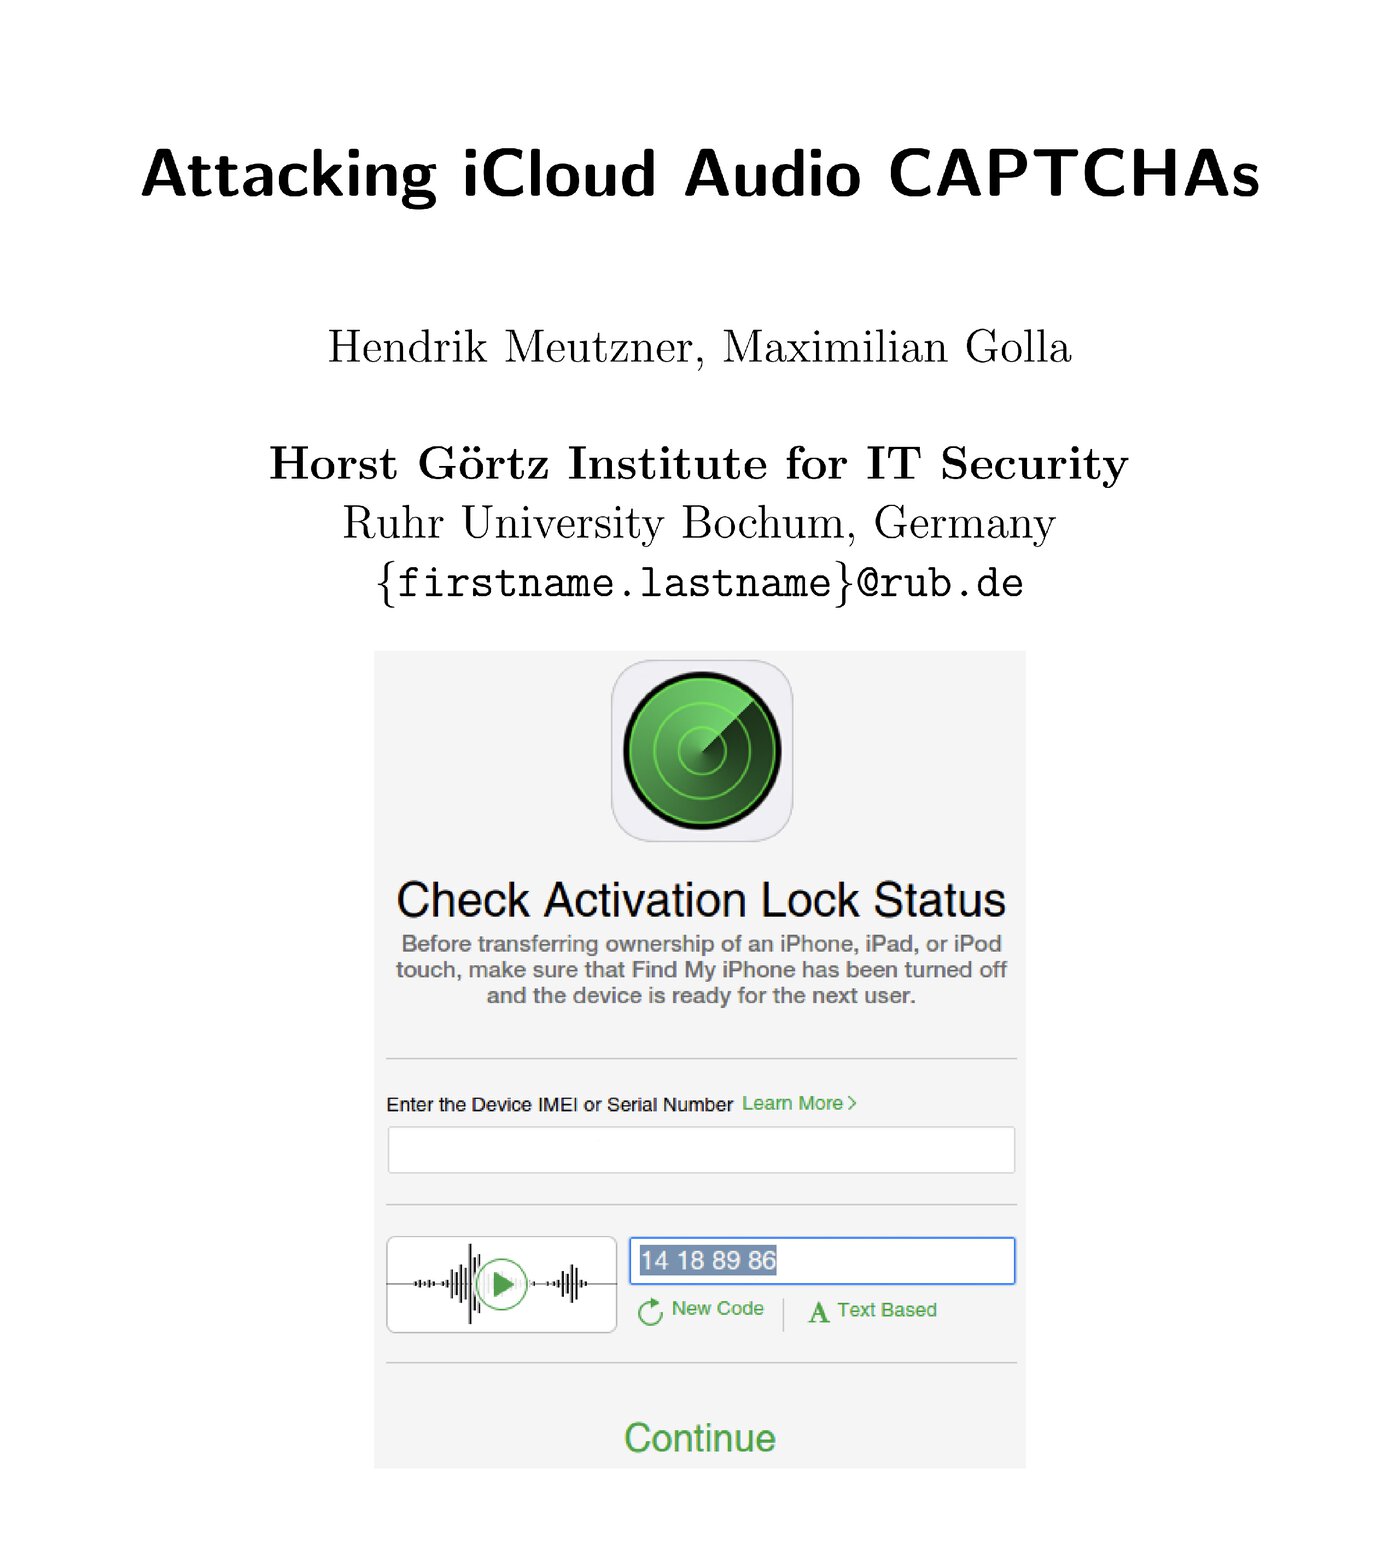 Attacking iCloud Audio CAPTCHAs
Hendrik Meutzner, Maximilian Golla
Horst Görtz Institute for IT Security
Ruhr University Bochum, Germany
{firstname.lastname}@rub.de
Check Activation Lock Status
Before transferring ownership of an iPhone, iPad, or iPod
touch, make sure that Find My iPhone has been turned off
and the device is ready for the next user.
Enter the Device IMEI or Serial Number Learn More >
14 18 89 86
New Code A Text Based
Continue